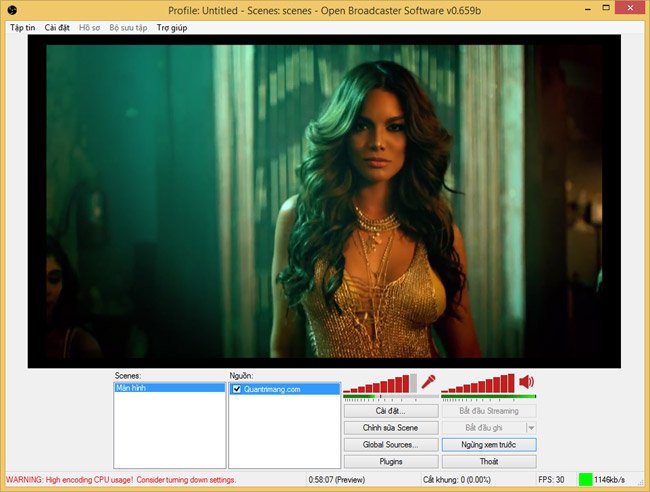 Profile: Untitled - Scenes: scenes - Open Broadcaster Software v0.659b
Tập tin Cài đặt Hồ sơ Bộ sưu tập Trợ giúp
Scenes: Nguồn:
Màn hình Quantrimang.com
Cài đặt... Bắt đầu Streaming
Chỉnh sửa Scene Bắt đầu ghi
Global Sources... Ngừng xem trước
Plugins Thoát
WARNING: High encoding CPU usage! Consider turning down settings. 0:58:07 (Preview) Cắt khung: 0 (0.00%) FPS: 30 1146kb/s